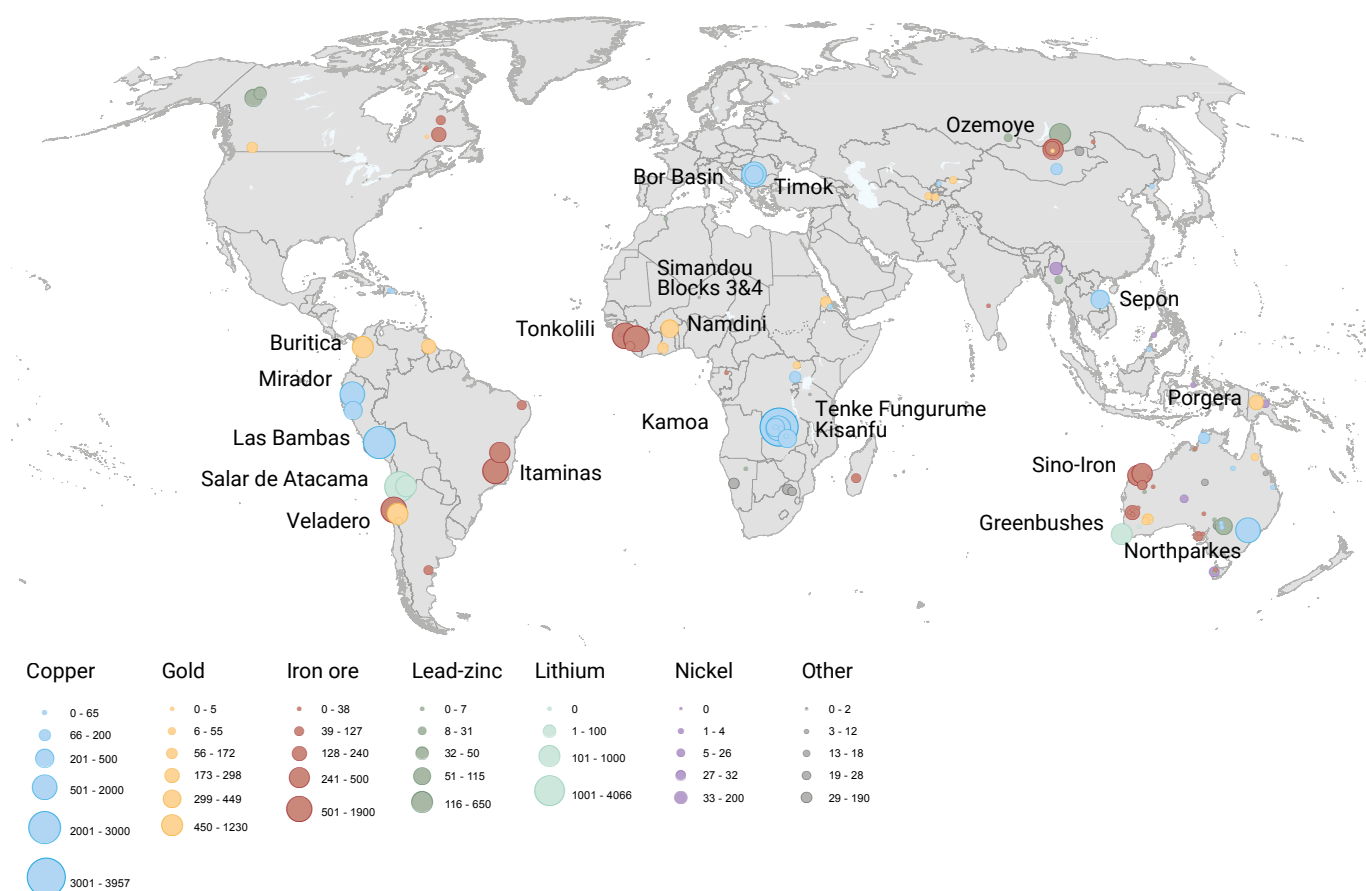 Ozemoye
Bor Basin
Timok
Simandou
Blocks 3&4
Sepon
Tonkolili
Namdini
Buritica
Mirador
Porgera
Kamoa
Tenke Fungurume
Kisanfu
Las Bambas
Sino-Iron
Itaminas
Salar de Atacama
Veladero
Greenbushes
Northparkes
Copper
0 - 65
66 - 200
201 - 500
501 - 2000
2001 - 3000
3001 - 3957
Gold
0 - 5
6 - 55
56 - 172
173 - 298
299 - 449
450 - 1230
Iron ore
0 - 38
39 - 127
128 - 240
241 - 500
501 - 1900
Lead-zinc
0 - 7
8 - 31
32 - 50
51 - 115
116 - 650
Lithium
0
1 - 100
101 - 1000
1001 - 4066
Nickel
0
1 - 4
5 - 26
27 - 32
33 - 200
Other
0 - 2
3 - 12
13 - 18
19 - 28
29 - 190